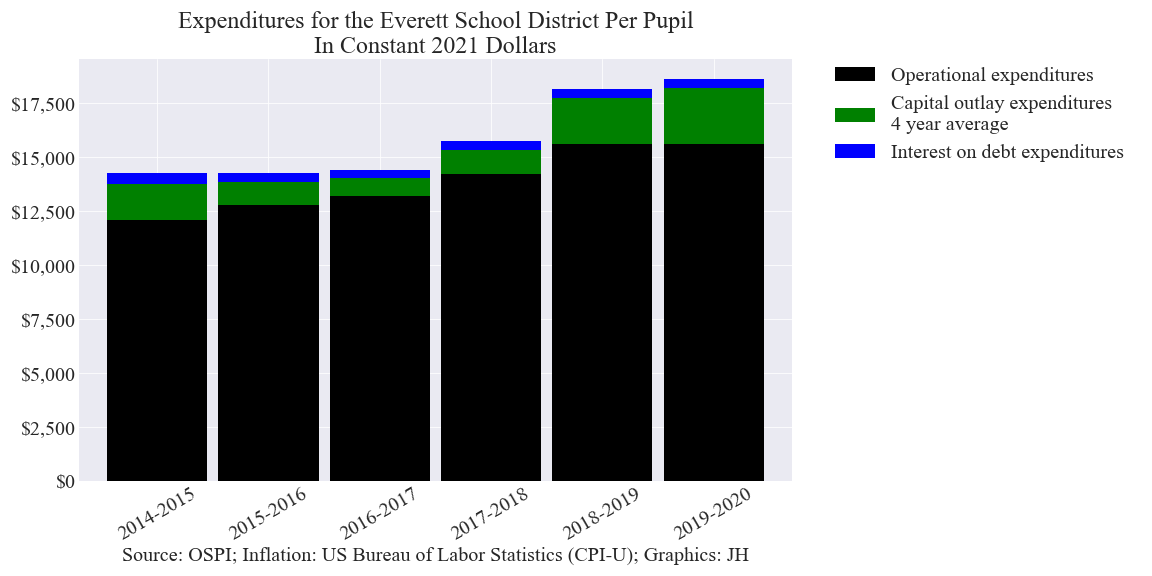 Expenditures for the Everett School District Per Pupil
In Constant 2021 Dollars
$17,500
$15,000
$12,500
$10,000
$7,500
$5,000
$2,500
$0
2014-2015
2015-2016
2016-2017
2017-2018
2018-2019
2019-2020
Source: OSPI; Inflation: US Bureau of Labor Statistics (CPI-U); Graphics: JH
Operational expenditures
Capital outlay expenditures
4 year average
Interest on debt expenditures